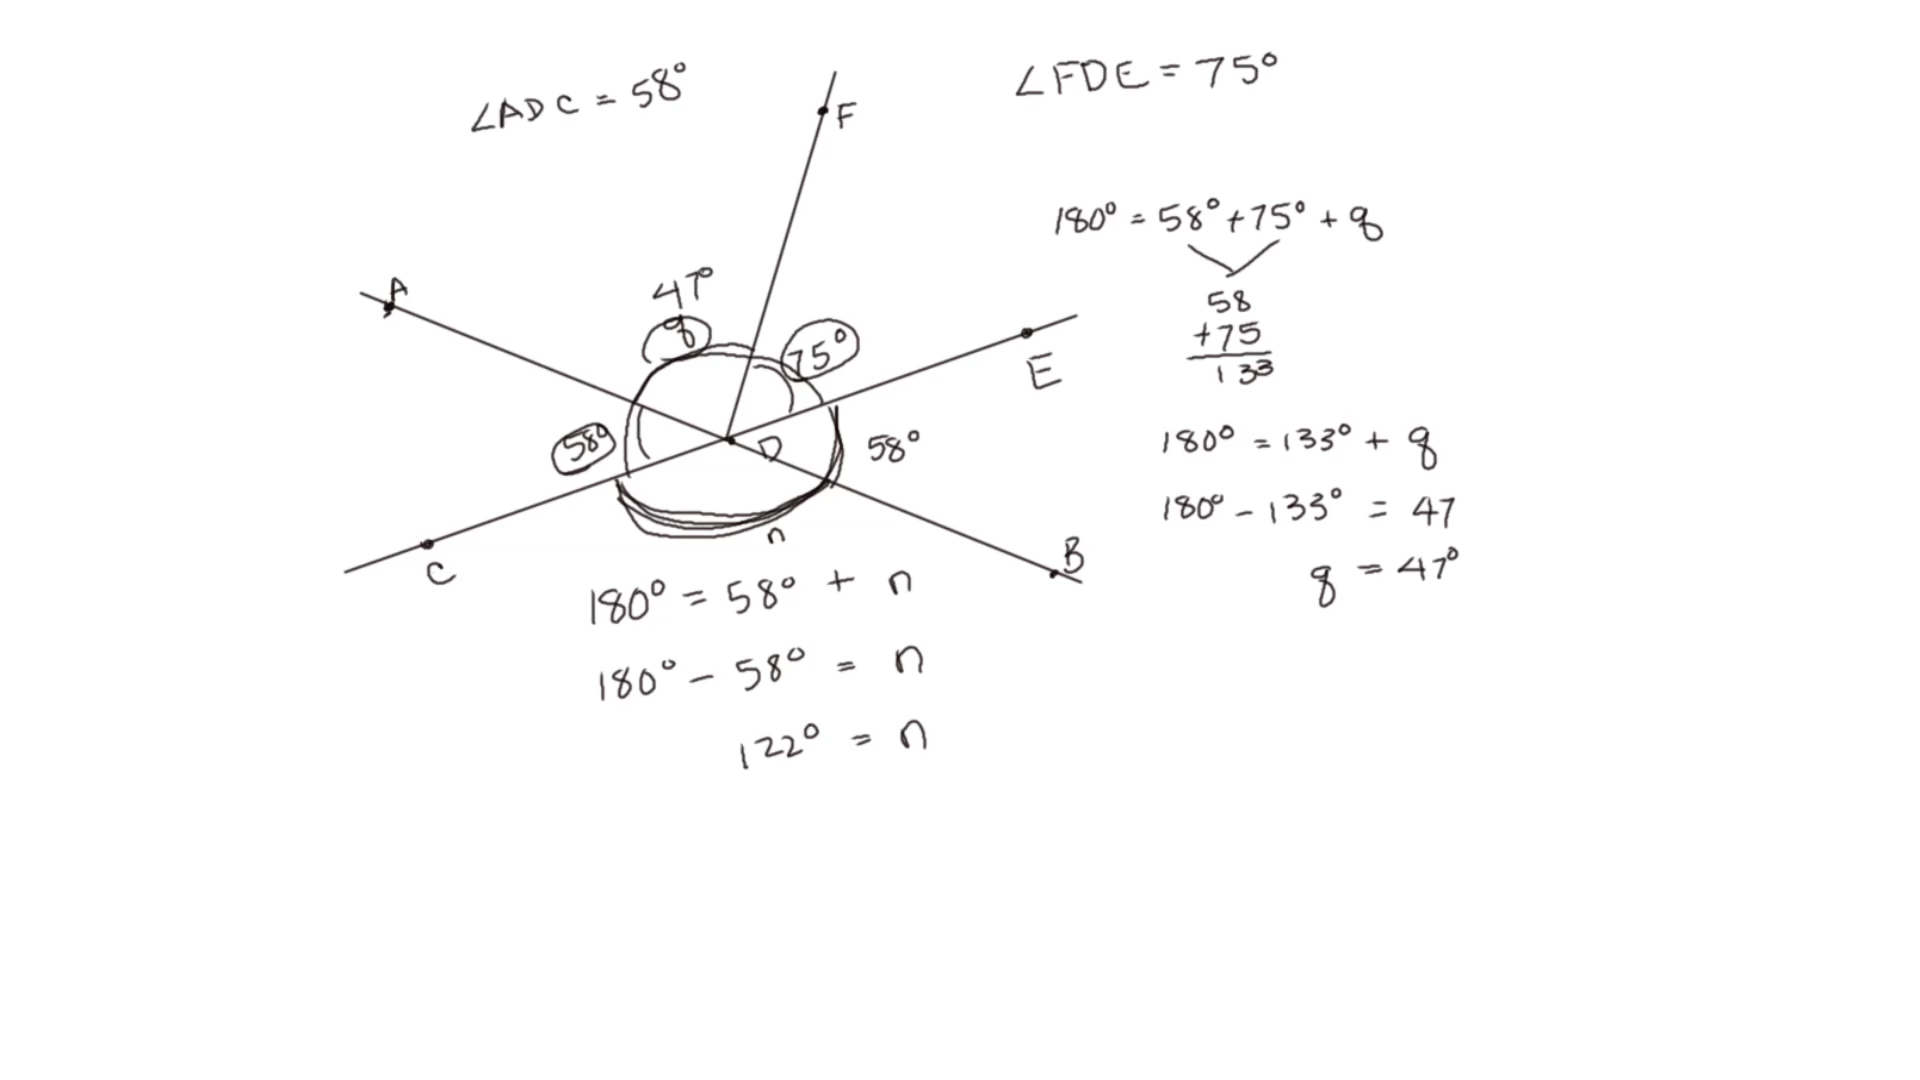 ∠ADC = 58°
∠FDE = 75°
F
180° = 58° + 75° + q
A
47°
q
75°
58
+75
133
E
58°
D
58°
180° = 133° + q
C
n
B
180° - 133° = 47
q = 47°
180° = 58° + n
180° - 58° = n
122° = n